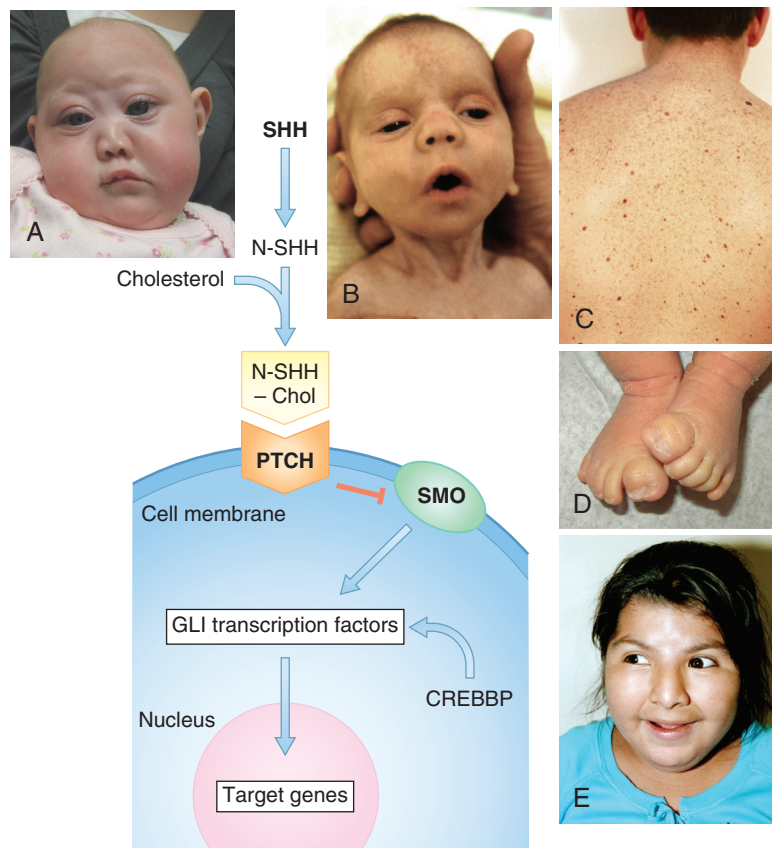 A
SHH
N-SHH
Cholesterol
B
C
N-SHH
– Chol
PTCH
SMO
Cell membrane
D
GLI transcription factors
CREBBP
Nucleus
Target genes
E